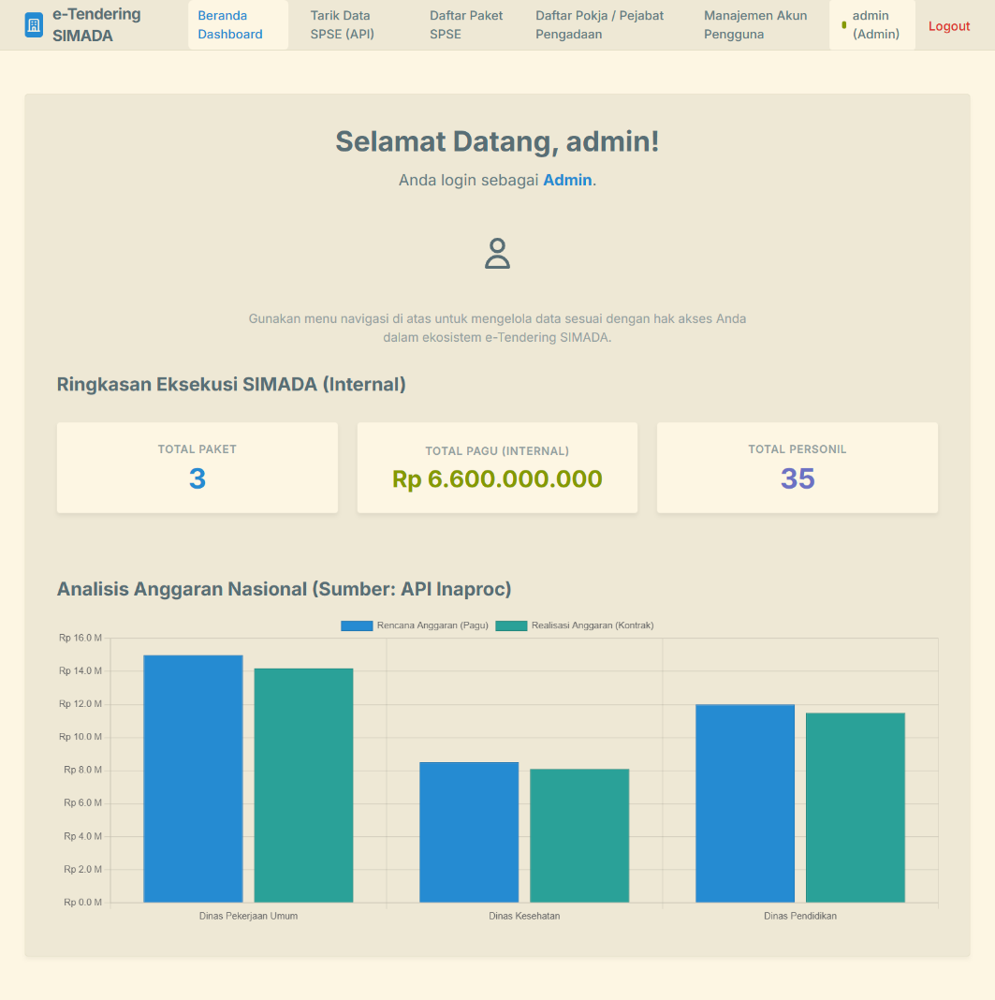 e-Tendering
SIMADA
Beranda
Dashboard
Tarik Data
SPSE (API)
Daftar Paket
SPSE
Daftar Pokja / Pejabat
Pengadaan
Manajemen Akun
Pengguna
admin
(Admin)
Logout
Selamat Datang, admin!
Anda login sebagai Admin.
Gunakan menu navigasi di atas untuk mengelola data sesuai dengan hak akses Anda
dalam ekosistem e-Tendering SIMADA.
Ringkasan Eksekusi SIMADA (Internal)
TOTAL PAKET
3
TOTAL PAGU (INTERNAL)
Rp 6.600.000.000
TOTAL PERSONIL
35
Analisis Anggaran Nasional (Sumber: API Inaproc)
Rencana Anggaran (Pagu)
Realisasi Anggaran (Kontrak)
Rp 16.0 M
Rp 14.0 M
Rp 12.0 M
Rp 10.0 M
Rp 8.0 M
Rp 6.0 M
Rp 4.0 M
Rp 2.0 M
Rp 0.0 M
Dinas Pekerjaan Umum
Dinas Kesehatan
Dinas Pendidikan